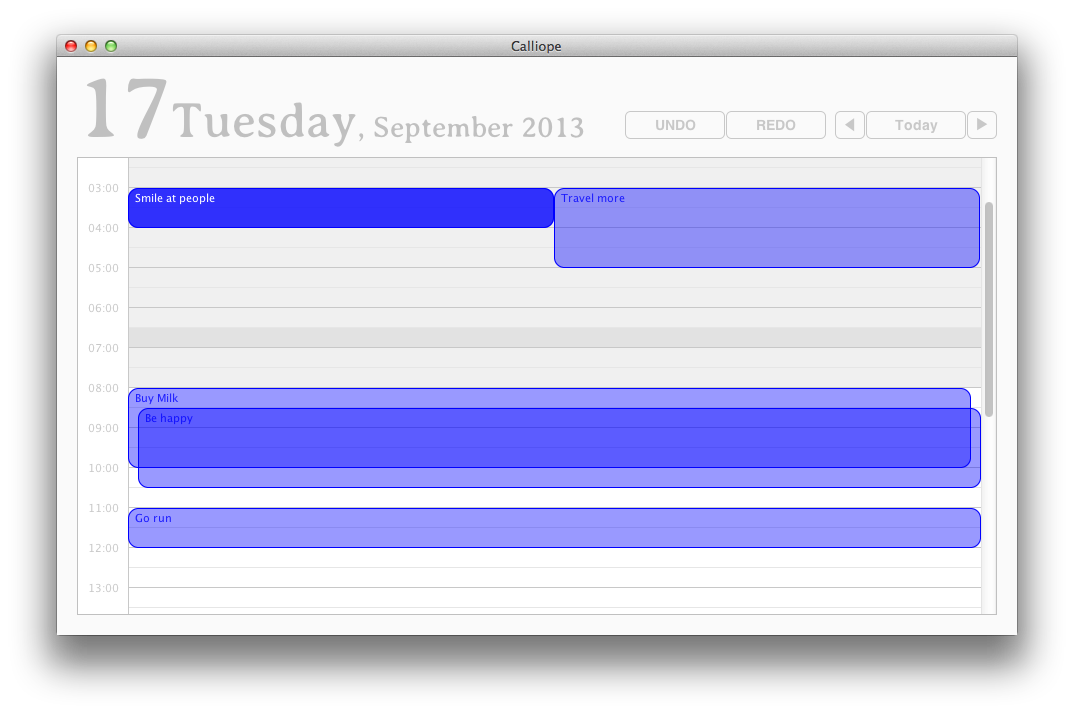 Calliope
17 Tuesday, September 2013
UNDO REDO Today
03:00
Smile at people
Travel more
04:00
05:00
06:00
07:00
08:00
Buy Milk
Be happy
09:00
10:00
11:00
Go run
12:00
13:00